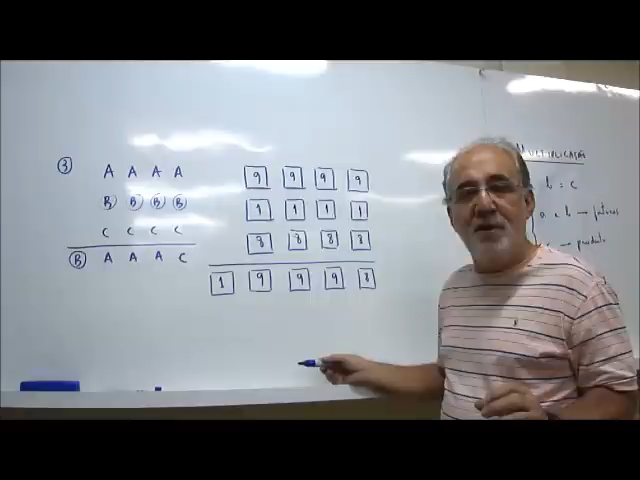 3 A A A A
B B B B
C C C C
B A A A C
9 9 9 9
1 1 1 1
8 8 8 8
1 9 9 9 8
MULTIPLICAÇÃO
b = c
a e b → fatores
c → produto